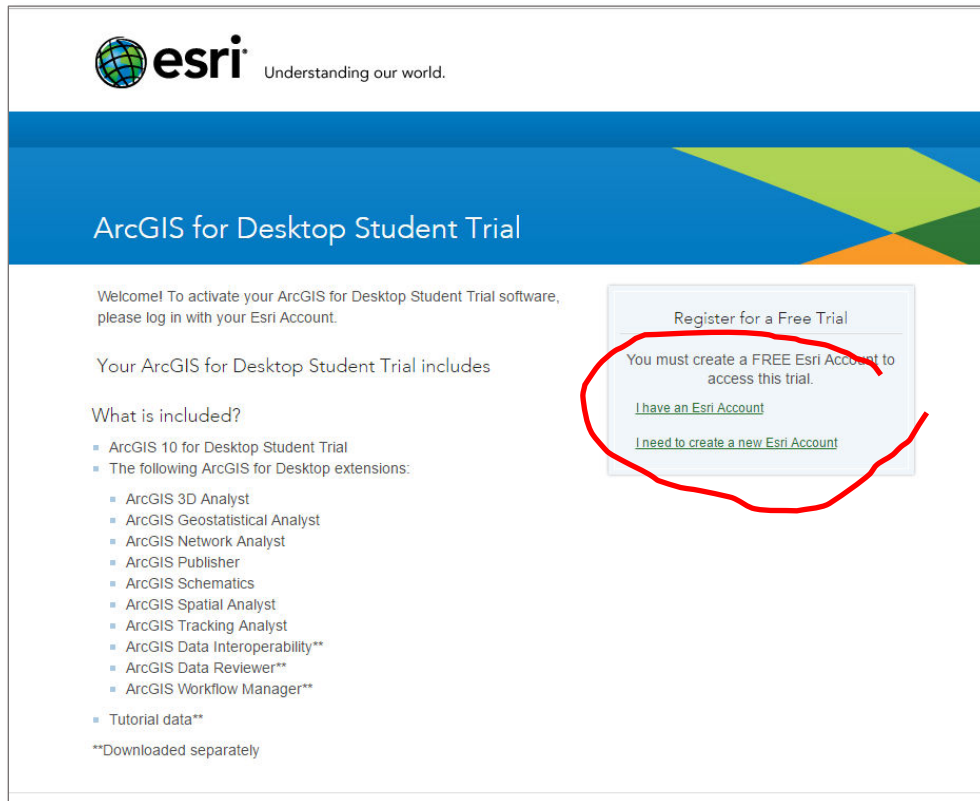 esri
Understanding our world.
ArcGIS for Desktop Student Trial
Welcome! To activate your ArcGIS for Desktop Student Trial software,
please log in with your Esri Account.
Your ArcGIS for Desktop Student Trial includes
What is included?
ArcGIS 10 for Desktop Student Trial
The following ArcGIS for Desktop extensions:
ArcGIS 3D Analyst
ArcGIS Geostatistical Analyst
ArcGIS Network Analyst
ArcGIS Publisher
ArcGIS Schematics
ArcGIS Spatial Analyst
ArcGIS Tracking Analyst
ArcGIS Data Interoperability**
ArcGIS Data Reviewer**
ArcGIS Workflow Manager**
Tutorial data**
**Downloaded separately
Register for a Free Trial
You must create a FREE Esri Account to
access this trial.
I have an Esri Account
I need to create a new Esri Account